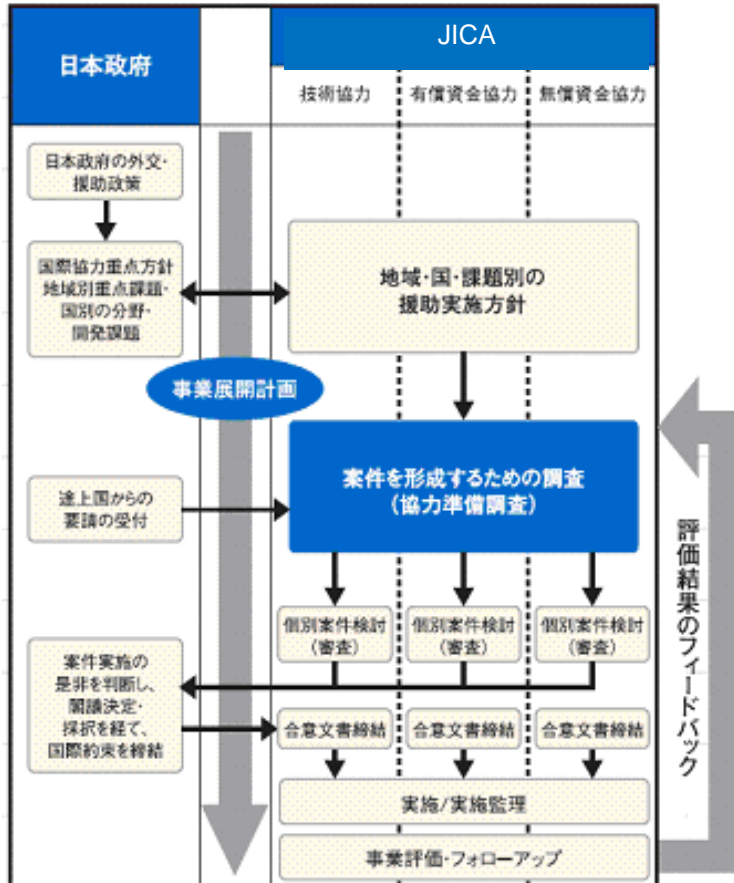 日本政府
JICA
技術協力
有償資金協力
無償資金協力
日本政府の外交・
援助政策
国際協力重点方針
地域別重点課題・
国別の分野・
開発課題
地域・国・課題別の
援助実施方針
事業展開計画
途上国からの
要請の受付
案件を形成するための調査
(協力準備調査)
個別案件検討
(審査)
個別案件検討
(審査)
個別案件検討
(審査)
案件実施の
是非を判断し、
閣議決定・
採択を経て、
国際約束を締結
合意文書締結
合意文書締結
合意文書締結
実施/実施監理
事業評価・フォローアップ
評価結果のフィードバック